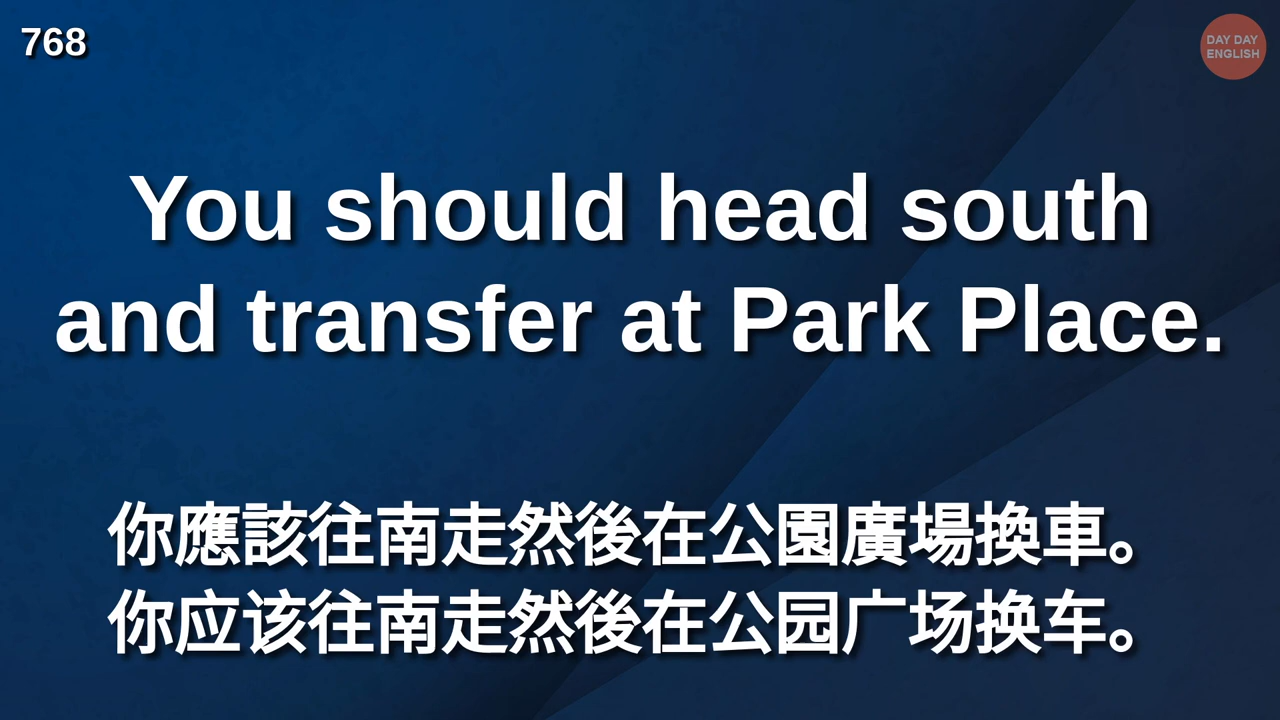 768
DAY DAY
ENGLISH
You should head south
and transfer at Park Place.
你應該往南走然後在公園廣場換車。
你应该往南走然後在公园广场换车。